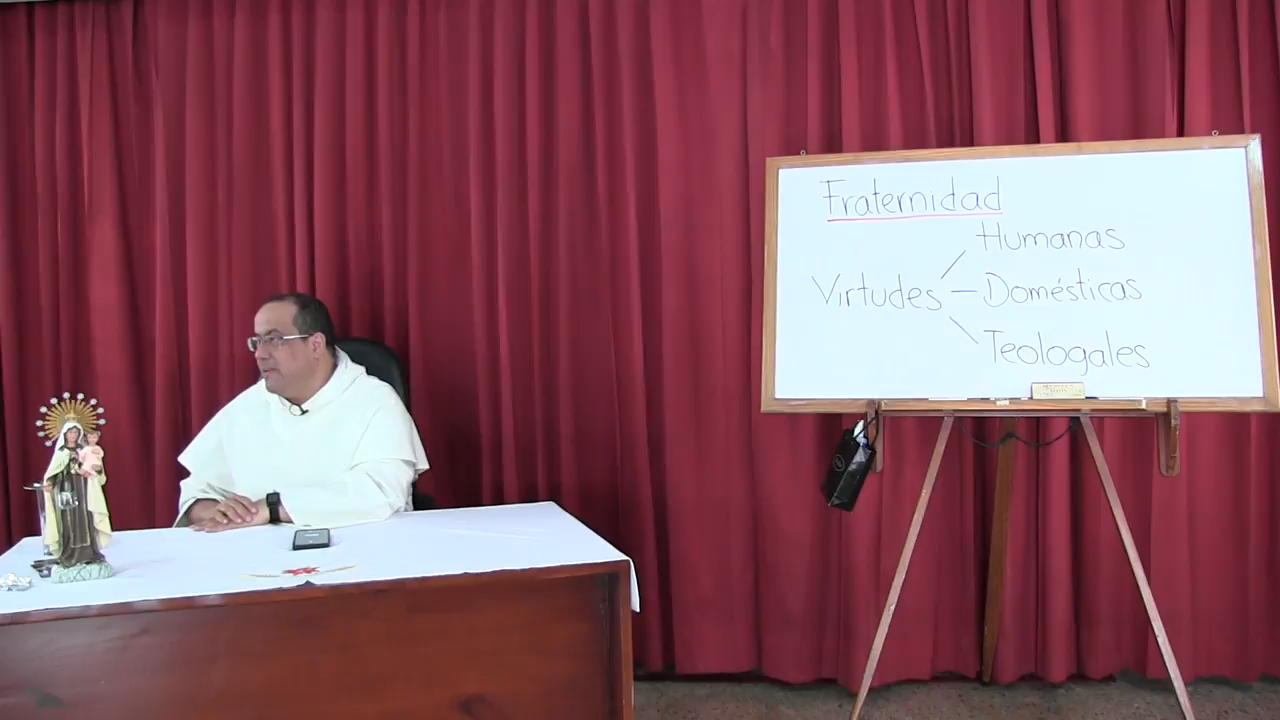 Fraternidad
Humanas
Virtudes – Domésticas
Teologales